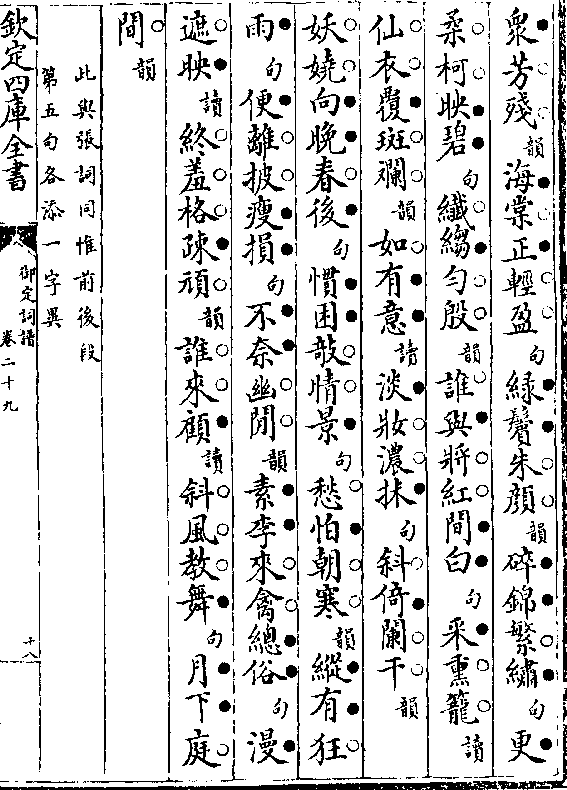 衆芳殘韻海棠正輕盈句緑鬢朱顔韻碎錦繁繡句更
柔柯映碧句纖縐勻殷韻誰與將紅間白句采熏籠讀
仙衣覆斑斕韻如有意讀淡妝濃抹句斜倚闌干韻
妖嬈向晚春後句慣困敧情景句愁怕朝寒韻縱有狂
雨句便離披瘦損句不奈幽閒韻素李來禽總俗句漫
遮映讀終羞格疎頑韻誰來顧讀斜風教舞句月下庭
間韻
此與張詞同惟前後段
第五句各添一字異
欽定四庫全書
御定詞譜
卷二十九
十八